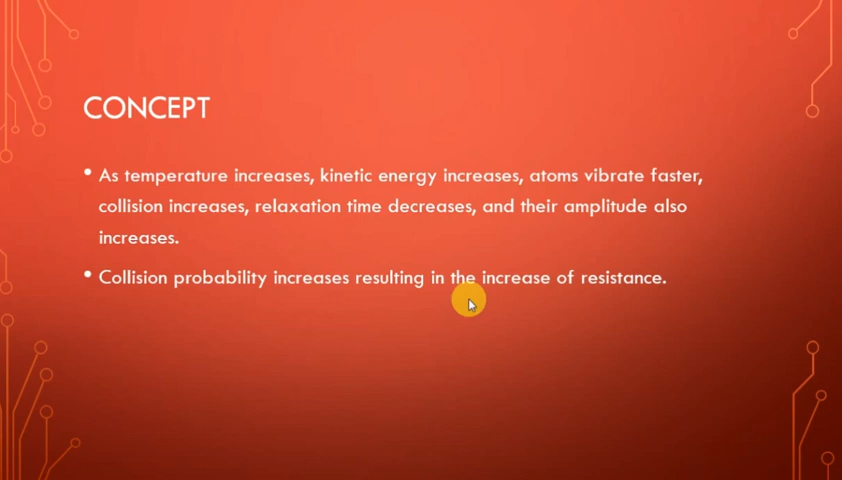 CONCEPT
• As temperature increases, kinetic energy increases, atoms vibrate faster,
collision increases, relaxation time decreases, and their amplitude also
increases.
• Collision probability increases resulting in the increase of resistance.